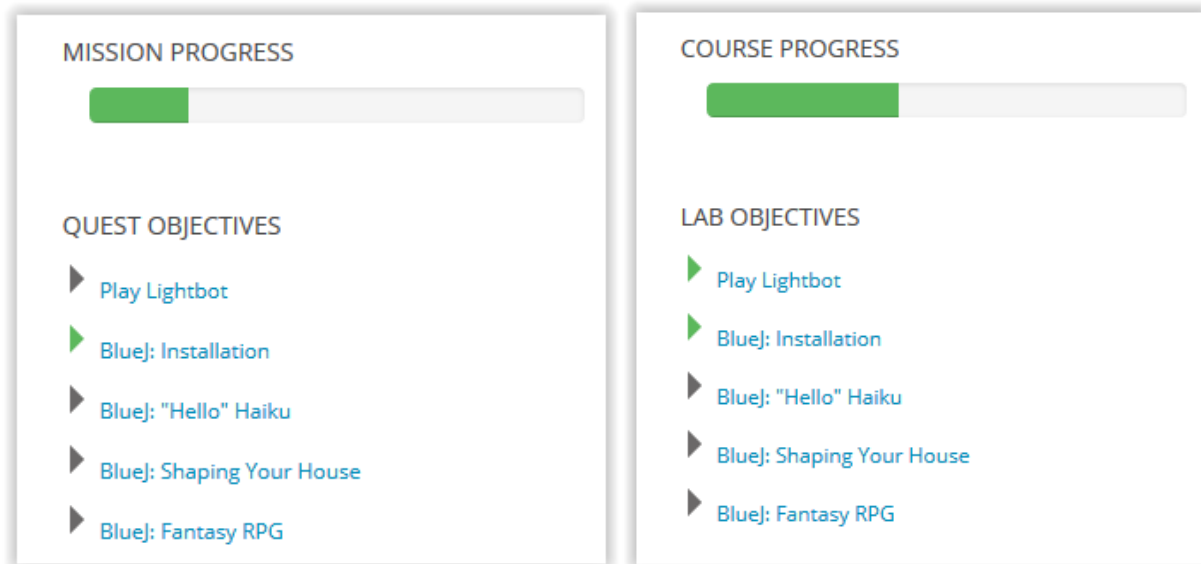 MISSION PROGRESS
QUEST OBJECTIVES
Play Lightbot
BlueJ: Installation
BlueJ: "Hello" Haiku
BlueJ: Shaping Your House
BlueJ: Fantasy RPG
COURSE PROGRESS
LAB OBJECTIVES
Play Lightbot
BlueJ: Installation
BlueJ: "Hello" Haiku
BlueJ: Shaping Your House
BlueJ: Fantasy RPG